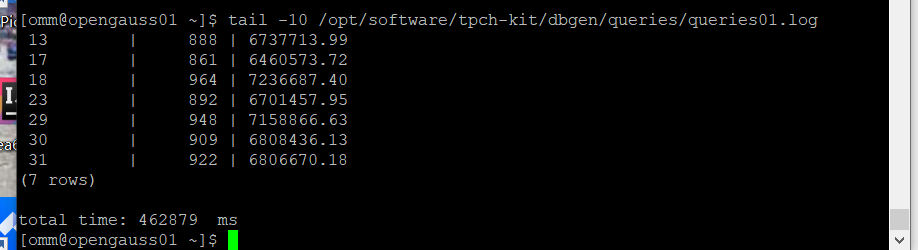 [omm@opengauss01 ~]$ tail -10 /opt/software/tpch-kit/dbgen/queries/queries01.log
13 | 888 | 6737713.99
17 | 861 | 6460573.72
18 | 964 | 7236687.40
23 | 892 | 6701457.95
29 | 948 | 7158866.63
30 | 909 | 6808436.13
31 | 922 | 6806670.18
(7 rows)
total time: 462879 ms
[omm@opengauss01 ~]$